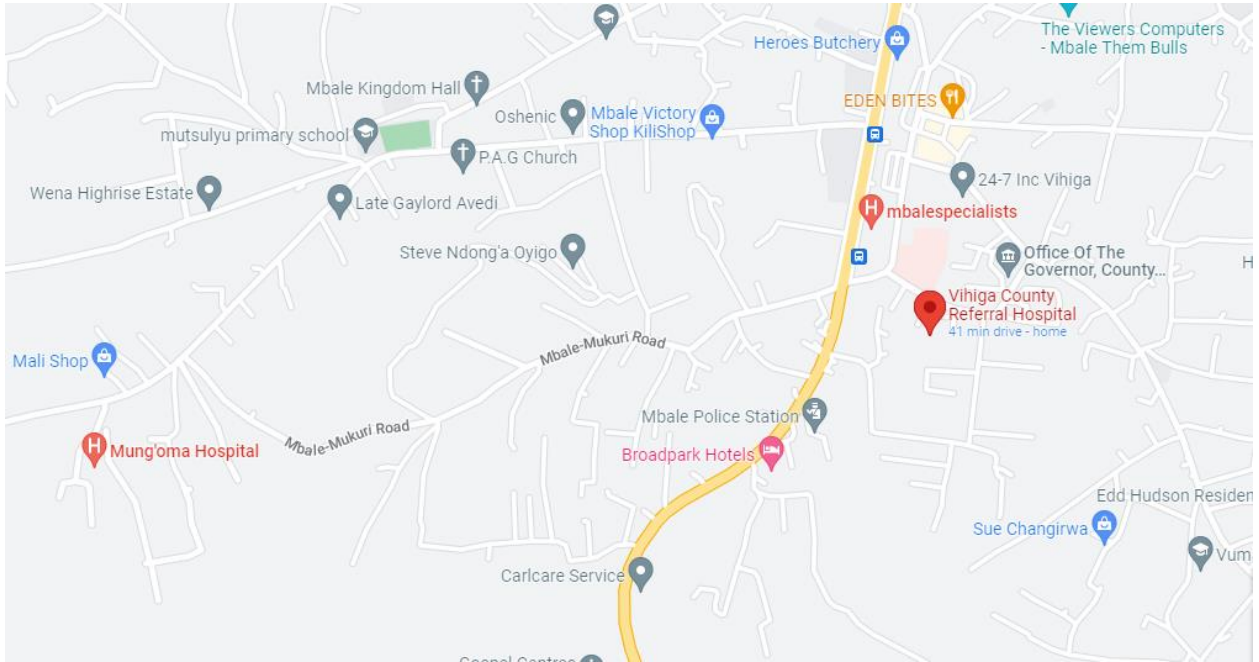 The Viewers Computers
- Mbale Them Bulls
Heroes Butchery
Mbale Kingdom Hall
EDEN BITES
Oshenic
Mbale Victory
Shop KiliShop
mutsulyu primary school
P.A.G Church
24-7 Inc Vihiga
Wena Highrise Estate
Late Gaylord Avedi
mbalespecialists
Steve Ndong'a Oyigo
Office Of The
Governor, County...
H
Vihiga County
Referral Hospital
41 min drive - home
Mbale-Mukuri Road
Mali Shop
Mbale Police Station
Mbale-Mukuri Road
Mung'oma Hospital
Broadpark Hotels
Edd Hudson Residen
Sue Changirwa
Vum
Carlcare Service